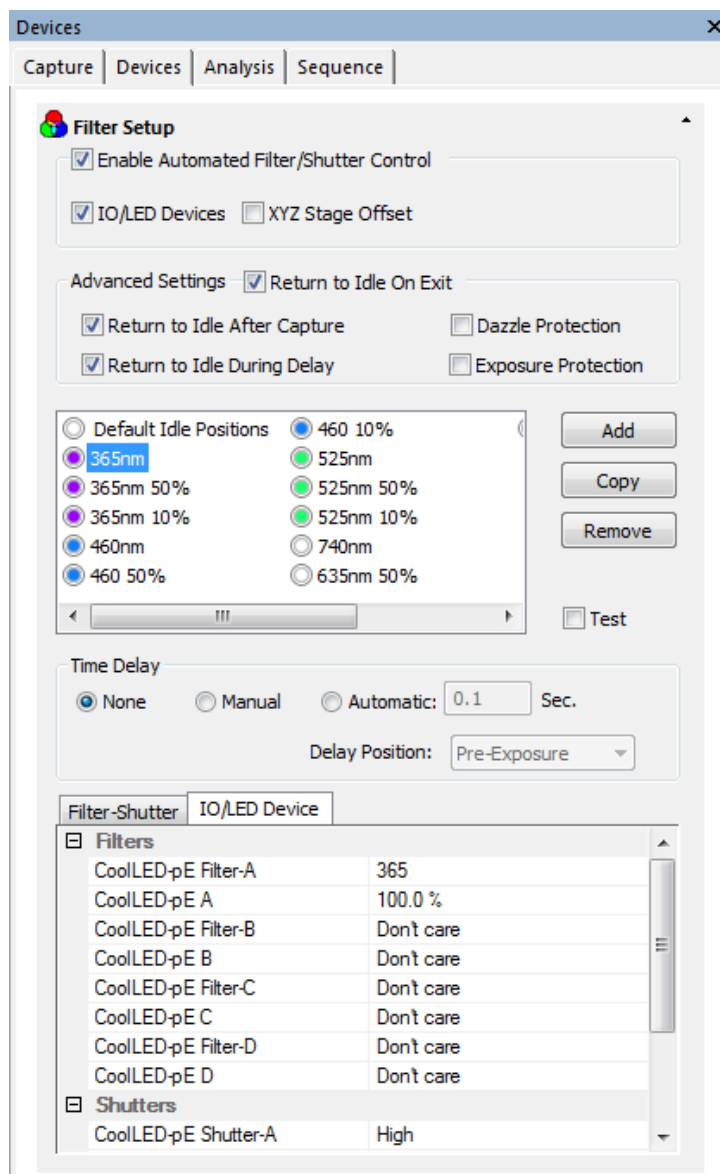 Devices
Capture Devices Analysis Sequence
Filter Setup
Enable Automated Filter/Shutter Control
IO/LED Devices XYZ Stage Offset
Advanced Settings Return to Idle On Exit
Return to Idle After Capture Dazzle Protection
Return to Idle During Delay Exposure Protection
Default Idle Positions 460 10% Add
365nm 525nm
365nm 50% 525nm 50% Copy
365nm 10% 525nm 10% Remove
460nm 740nm
460 50% 635nm 50%
Test
Time Delay
None Manual Automatic: 0.1 Sec.
Delay Position: Pre-Exposure
Filter-Shutter IO/LED Device
Filters
CoolLED-pE Filter-A 365
CoolLED-pE A 100.0 %
CoolLED-pE Filter-B Don't care
CoolLED-pE B Don't care
CoolLED-pE Filter-C Don't care
CoolLED-pE C Don't care
CoolLED-pE Filter-D Don't care
CoolLED-pE D Don't care
Shutters
CoolLED-pE Shutter-A High